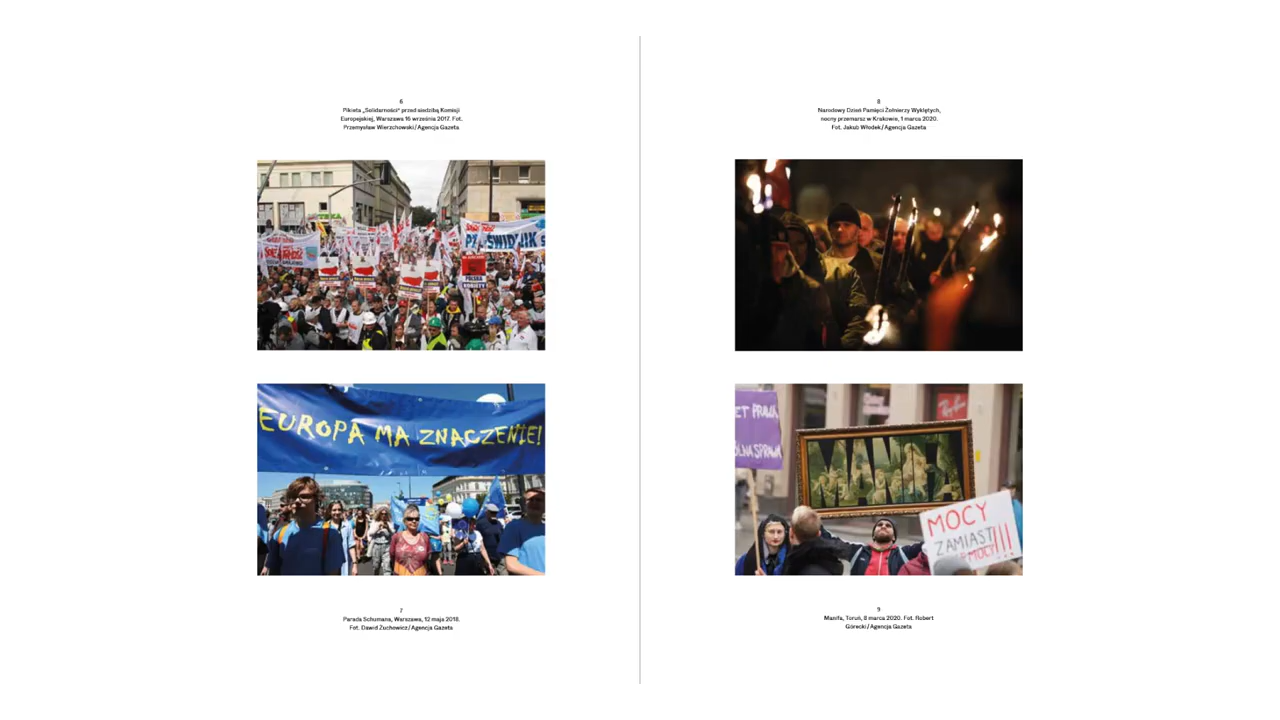 6
Pikieta „Solidarności” przed siedzibą Komisji
Europejskiej, Warszawa 16 września 2017. Fot.
Przemysław Wierzchowski/Agencja Gazeta
EUROPA MA ZNACZENIE!
7
Parada Schumana, Warszawa, 12 maja 2018.
Fot. Dawid Żuchowicz/Agencja Gazeta
8
Narodowy Dzień Pamięci Żołnierzy Wyklętych,
nocny przemarsz w Krakowie, 1 marca 2020.
Fot. Jakub Włodek/Agencja Gazeta
Ray-Ban
MOCY
ZAMIAST
MOCY!!!
9
Manifa, Toruń, 8 marca 2020. Fot. Robert
Górecki/Agencja Gazeta